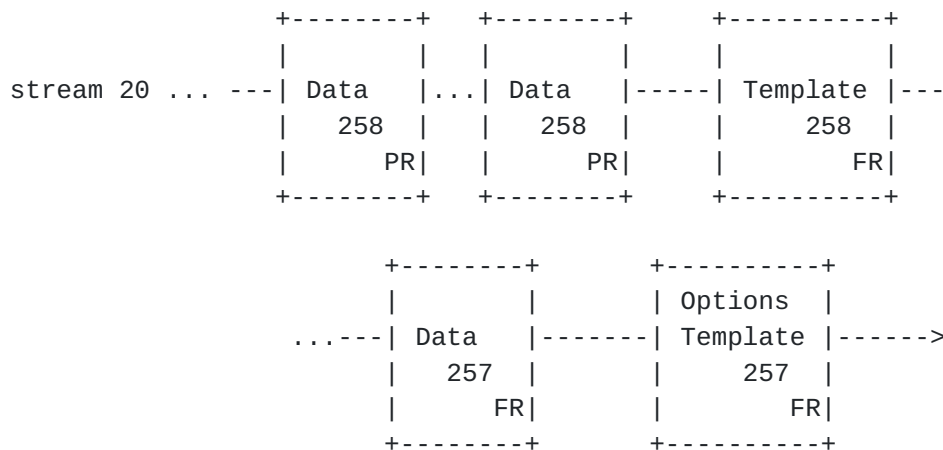 +--------+   +--------+     +----------+
                |        |   |        |     |          |
stream 20 ... ---| Data   |...| Data   |-----| Template |---
                |   258  |   |   258  |     |     258  |
                |      PR|   |      PR|     |        FR|
                +--------+   +--------+     +----------+

                       +--------+       +----------+
                       |        |       | Options  |
                 ...---| Data   |-------| Template |------>
                       |   257  |       |     257  |
                       |      FR|       |        FR|
                       +--------+       +----------+